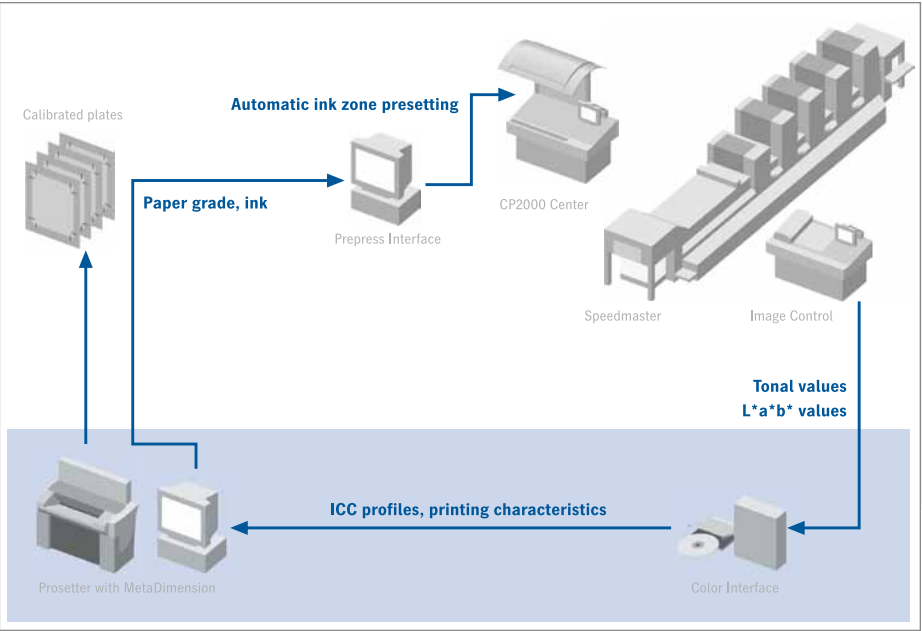 Automatic ink zone presetting
Calibrated plates
Paper grade, ink
CP2000 Center
Prepress Interface
Speedmaster
Image Control
Tonal values
L*a*b* values
ICC profiles, printing characteristics
Prosetter with MetaDimension
Color Interface